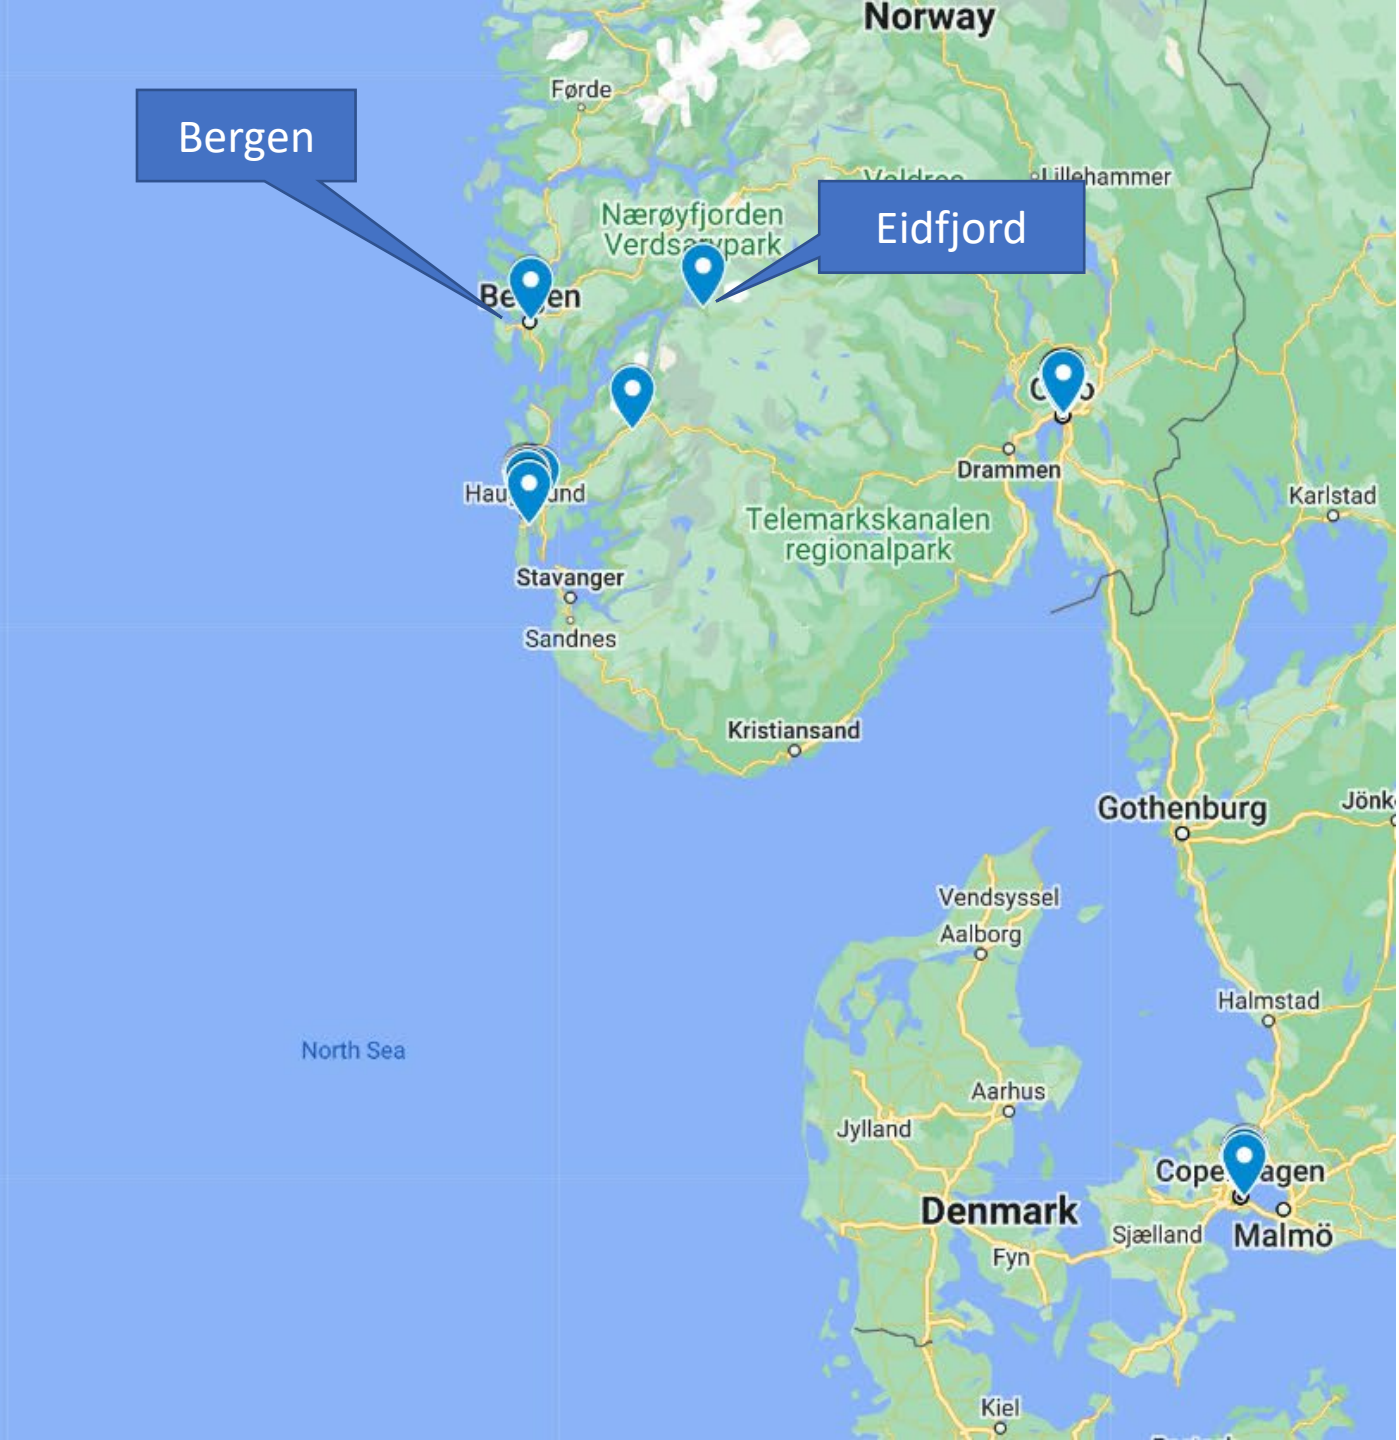 Norway
Førde
Bergen
Lillehammer
Nærøyfjorden
Eidfjord
Drammen
Karlstad
Telemarkskanalen
regionalpark
Stavanger
Sandnes
Kristiansand
Gothenburg
Vendsyssel
Aalborg
Halmstad
North Sea
Aarhus
Jylland
Denmark
Sjælland
Malmö
Fyn
Kiel